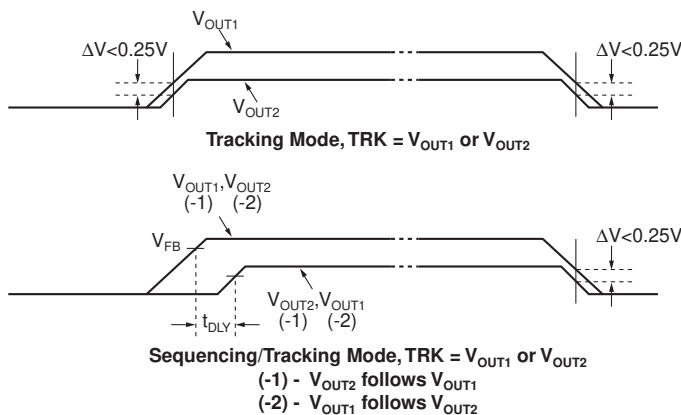 V_OUT1
ΔV<0.25V
ΔV<0.25V
V_OUT2
Tracking Mode, TRK = V_OUT1 or V_OUT2
V_OUT1,V_OUT2
(-1) (-2)
V_FB
ΔV<0.25V
V_OUT2,V_OUT1
(-1) (-2)
t_DLY
Sequencing/Tracking Mode, TRK = V_OUT1 or V_OUT2
(-1) - V_OUT2 follows V_OUT1
(-2) - V_OUT1 follows V_OUT2